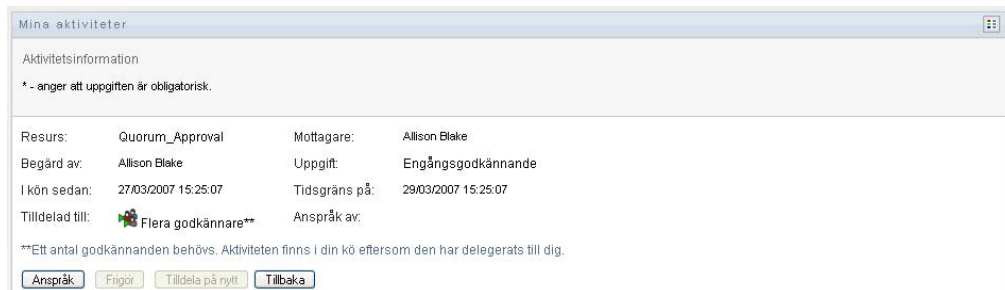 Mina aktiviteter
Aktivitetsinformation
* - anger att uppgiften är obligatorisk.
Resurs: Quorum_Approval Mottagare: Allison Blake
Begärd av: Allison Blake Uppgift: Engångsgodkännande
I kön sedan: 27/03/2007 15:25:07 Tidsgräns på: 29/03/2007 15:25:07
Tilldelad till: Flera godkännare** Anspråk av:
**Ett antal godkännanden behövs. Aktiviteten finns i din kö eftersom den har delegerats till dig.
Anspråk Frigör Tilldela på nytt Tillbaka